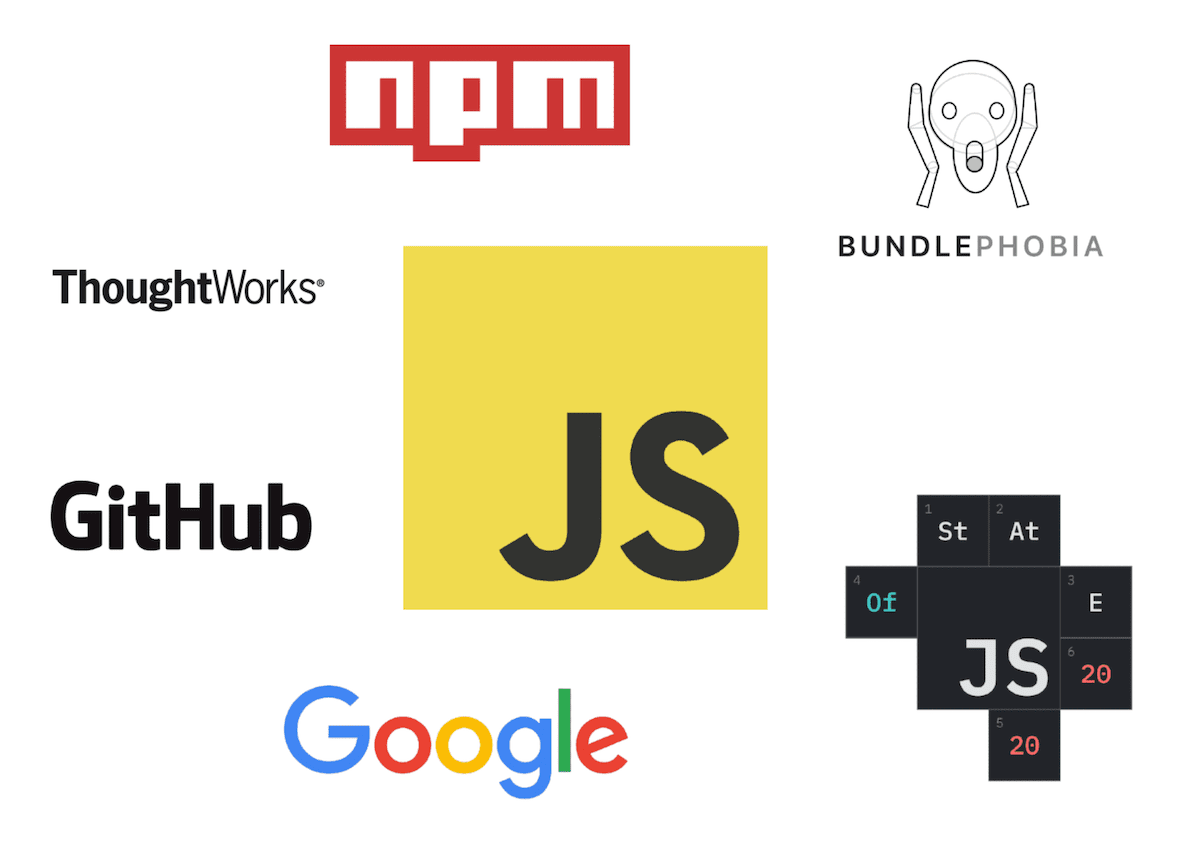 npm
BUNDLEPHOBIA
ThoughtWorks®
JS
GitHub
1 St 2 At
4 Of 3 E
JS 6 20
5 20
Google